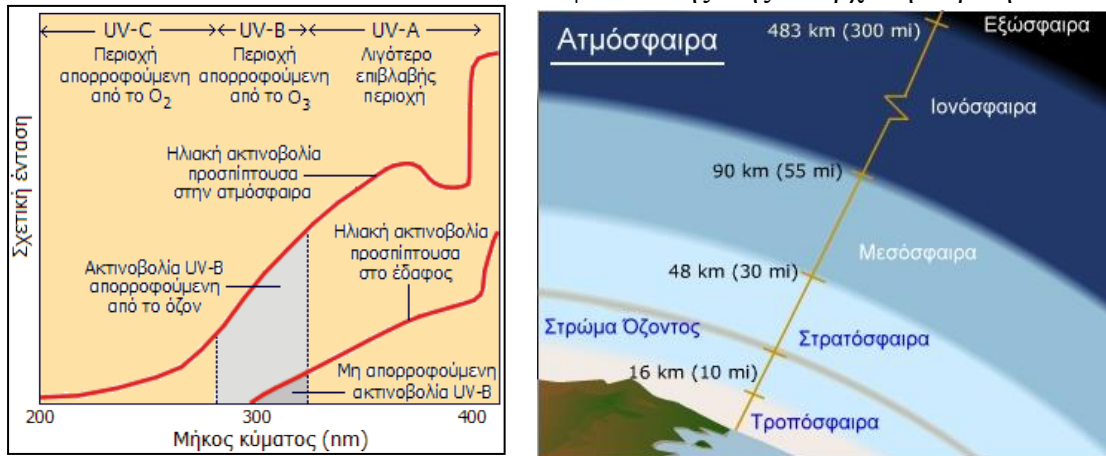 UV-C UV-B UV-A
Περιοχή
απορροφούμενη
από το O2
Περιοχή
απορροφούμενη
από το O3
Λιγότερο
επιβλαβής
περιοχή
Ηλιακή ακτινοβολία
προσπίπτουσα
στην ατμόσφαιρα
Ηλιακή ακτινοβολία
προσπίπτουσα
στο έδαφος
Ακτινοβολία UV-B
απορροφούμενη
από το όζον
Μη απορροφούμενη
ακτινοβολία UV-B
Σχετική ένταση
200 300 400
Μήκος κύματος (nm)
Ατμόσφαιρα
483 km (300 mi)
Εξώσφαιρα
Ιονόσφαιρα
90 km (55 mi)
Μεσόσφαιρα
48 km (30 mi)
Στρώμα Όζοντος
Στρατόσφαιρα
16 km (10 mi)
Τροπόσφαιρα